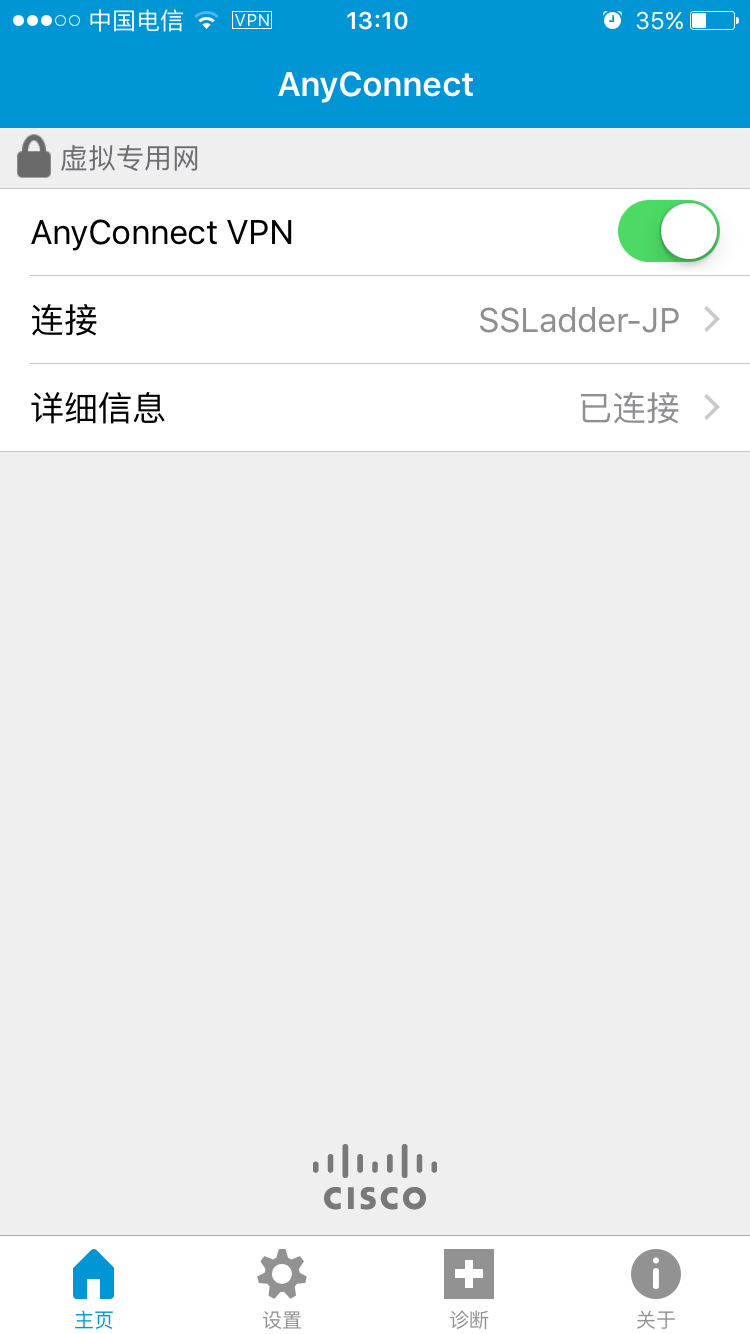 中国电信 VPN 13:10 35%
AnyConnect
虚拟专用网
AnyConnect VPN
连接 SSLadder-JP
详细信息 已连接
CISCO
主页 设置 诊断 关于